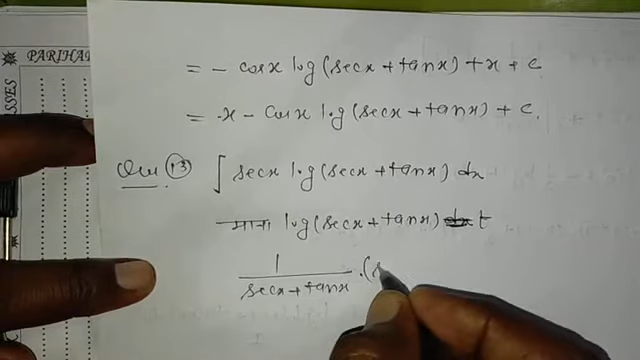 PARIHAR
SSES
= - cosx log(secx + tanx) + x + c.
= x - cosx log(secx + tanx) + c.
Que (13) ∫ secx log(secx + tanx) dx
माना log(secx + tanx) = t
1
secx + tanx .(s